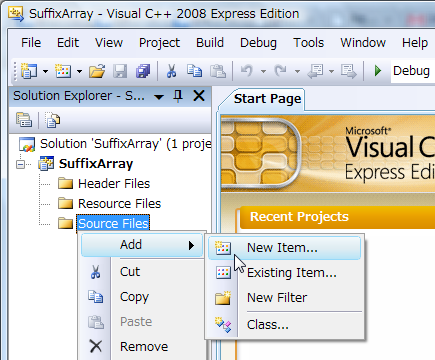 SuffixArray - Visual C++ 2008 Express Edition
File Edit View Project Build Debug Tools Window
Debug
Solution Explorer - S...
Start Page
Solution 'SuffixArray' (1 proje
SuffixArray
Header Files
Resource Files
Source Files
Microsoft®
Visual C
Express Edit
Recent Projects
Add
Cut
Copy
Paste
Remove
New Item...
Existing Item...
New Filter
Class...